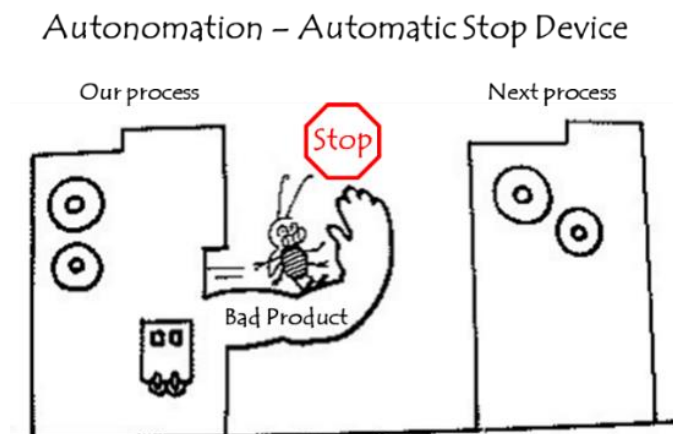 Autonomation – Automatic Stop Device
Our process
Next process
Stop
Bad Product